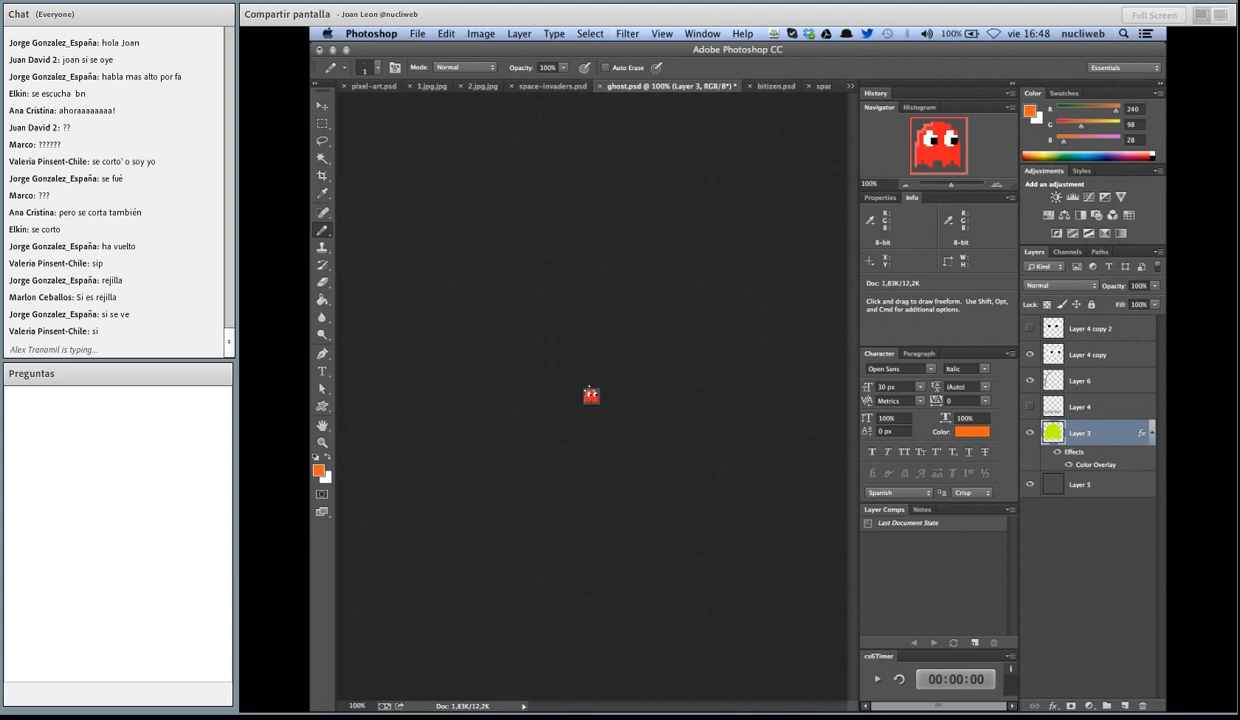 Chat (Everyone)
Jorge Gonzalez_España: hola Joan
Juan David 2: joan si se oye
Jorge Gonzalez_España: habla mas alto por fa
Elkin: se escucha bn
Ana Cristina: ahoraaaaaaaa!
Juan David 2: ??
Marco: ??????
Valeria Pinsent-Chile: se corto' o soy yo
Jorge Gonzalez_España: se fué
Marco: ???
Ana Cristina: pero se corta también
Elkin: se corto
Jorge Gonzalez_España: ha vuelto
Valeria Pinsent-Chile: sip
Jorge Gonzalez_España: rejilla
Marlon Ceballos: Si es rejilla
Jorge Gonzalez_España: si se ve
Valeria Pinsent-Chile: si
Alex Tranamil is typing...
Preguntas
Compartir pantalla - Joan Leon @nucliweb
Full Screen
Photoshop File Edit Image Layer Type Select Filter View Window Help 100% vie 16:48 nucliweb
Adobe Photoshop CC
1 Mode: Normal Opacity: 100% Auto Erase Essentials
× pixel-art.psd × 1.jpg.jpg × 2.jpg.jpg × space-invaders.psd × ghost.psd @ 100% (Layer 3, RGB/8*) * × bitizen.psd × spac
100% Doc: 1,83K/12,2K
History
Navigator Histogram
100%
Properties Info
R: R:
G: G:
B: B:
8-bit 8-bit
X: W:
Y: H:
Doc: 1,83K/12,2K
Click and drag to draw freeform. Use Shift, Opt,
and Cmd for additional options.
Character Paragraph
Open Sans Italic
30 px (Auto)
Metrics 0
100% 100%
0 px Color:
T T TT Tt T¹ T₁ T T
Spanish aa Crisp
Layer Comps Notes
Last Document State
cs6Timer
00:00:00
Color Swatches
R 240
G 98
B 28
Adjustments Styles
Add an adjustment
Layers Channels Paths
Kind
Normal Opacity: 100%
Lock: Fill: 100%
Layer 4 copy 2
Layer 4 copy
Layer 6
Layer 4
Layer 3 fx
Effects
Color Overlay
Layer 5